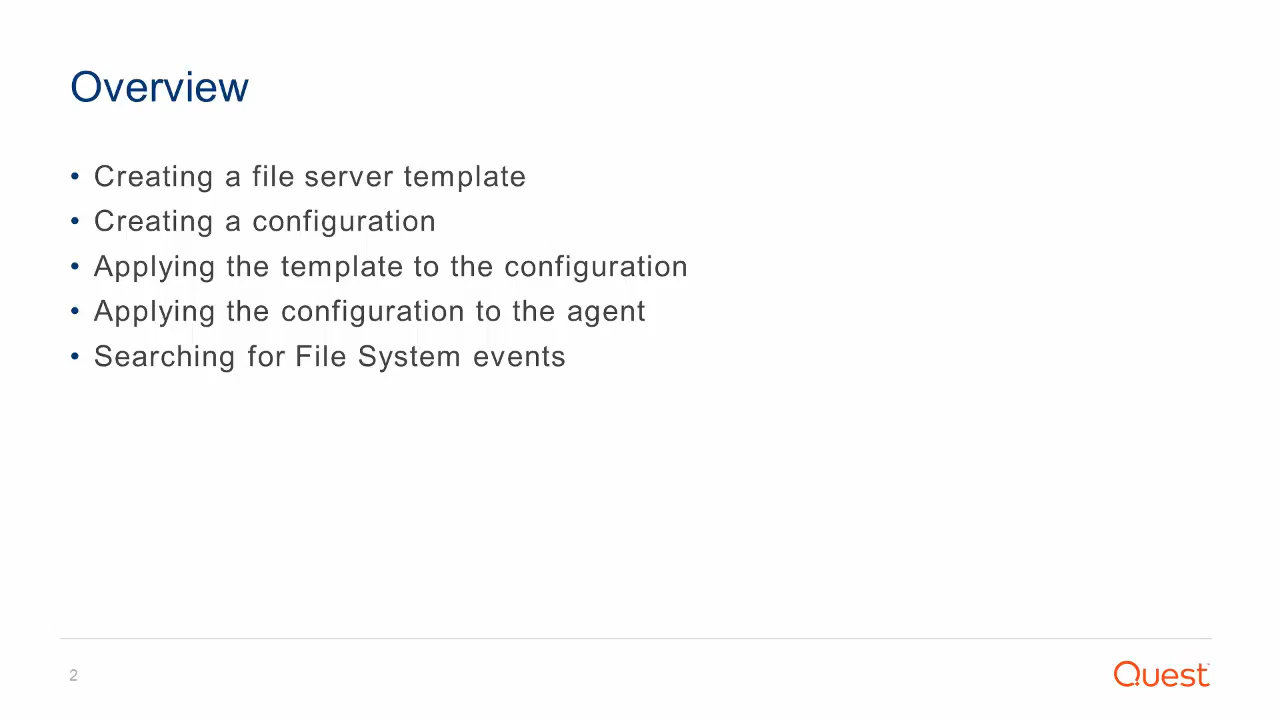 Overview
• Creating a file server template
• Creating a configuration
• Applying the template to the configuration
• Applying the configuration to the agent
• Searching for File System events
2
Quest